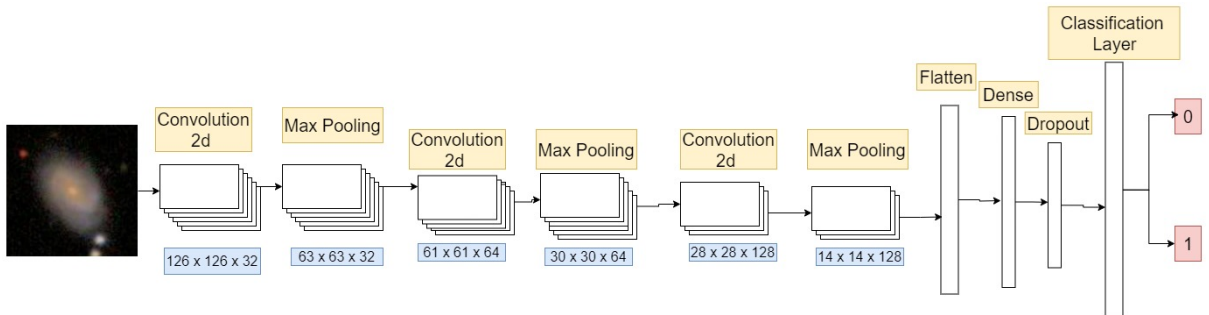 Convolution
2d
Max Pooling
Convolution
2d
Max Pooling
Convolution
2d
Max Pooling
Flatten
Dense
Dropout
Classification
Layer
126 x 126 x 32
63 x 63 x 32
61 x 61 x 64
30 x 30 x 64
28 x 28 x 128
14 x 14 x 128
0
1